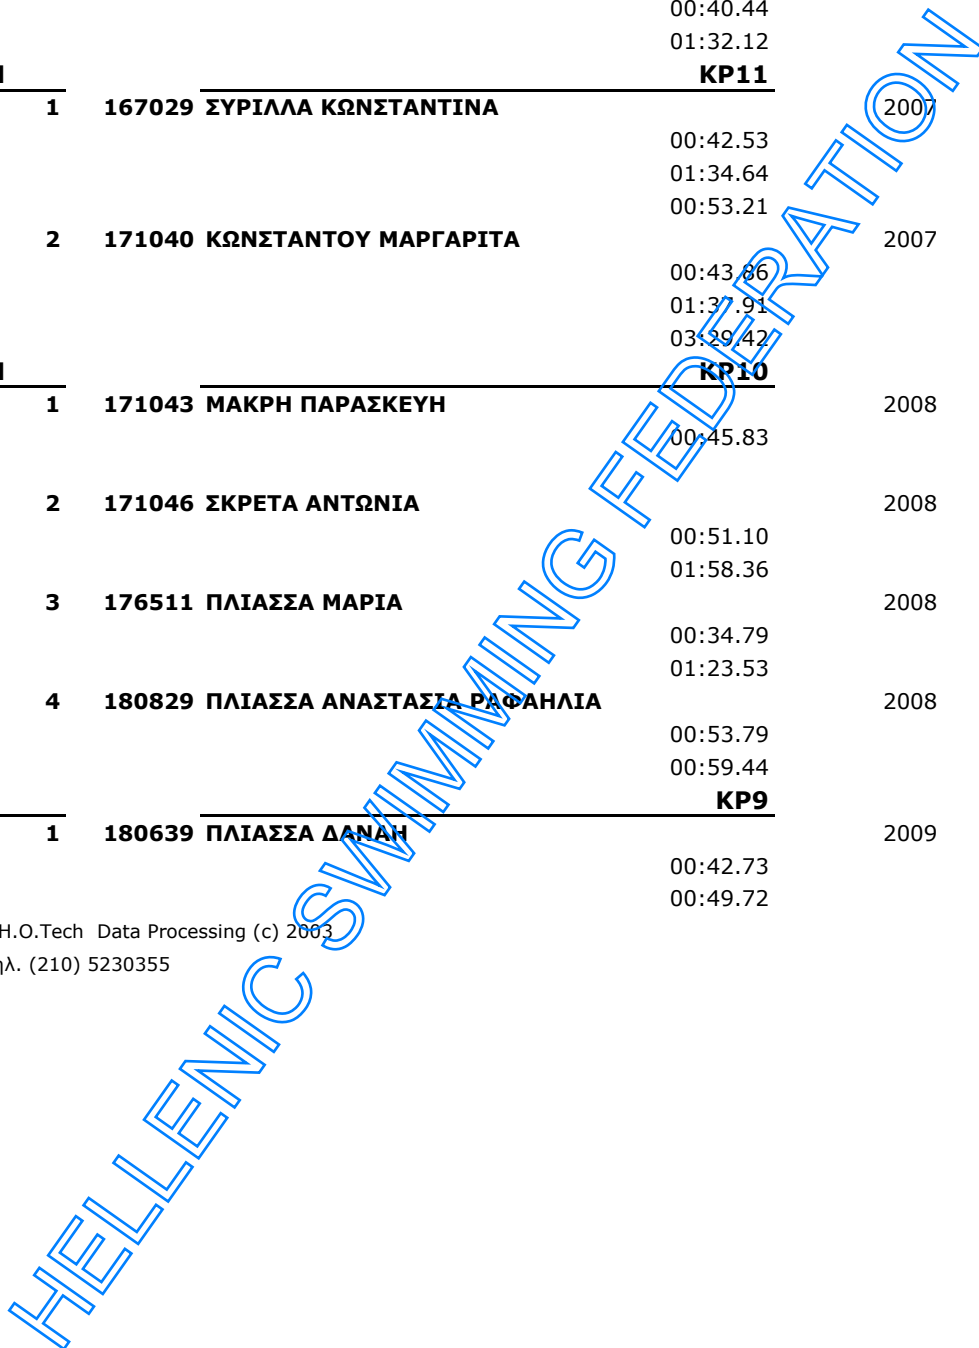 00:40.44
01:32.12
KP11
1 167029 ΣΥΡΙΛΛΑ ΚΩΝΣΤΑΝΤΙΝΑ 2007
00:42.53
01:34.64
00:53.21
2 171040 ΚΩΝΣΤΑΝΤΟΥ ΜΑΡΓΑΡΙΤΑ 2007
00:43.86
01:37.91
03:29.42
KP10
1 171043 ΜΑΚΡΗ ΠΑΡΑΣΚΕΥΗ 2008
00:45.83
2 171046 ΣΚΡΕΤΑ ΑΝΤΩΝΙΑ 2008
00:51.10
01:58.36
3 176511 ΠΛΙΑΣΣΑ ΜΑΡΙΑ 2008
00:34.79
01:23.53
4 180829 ΠΛΙΑΣΣΑ ΑΝΑΣΤΑΣΙΑ ΡΑΦΑΗΛΙΑ 2008
00:53.79
00:59.44
KP9
1 180639 ΠΛΙΑΣΣΑ ΔΑΝΑΗ 2009
00:42.73
00:49.72
H.O.Tech Data Processing (c) 2003
ηλ. (210) 5230355
HELLENIC SWIMMING FEDERATION